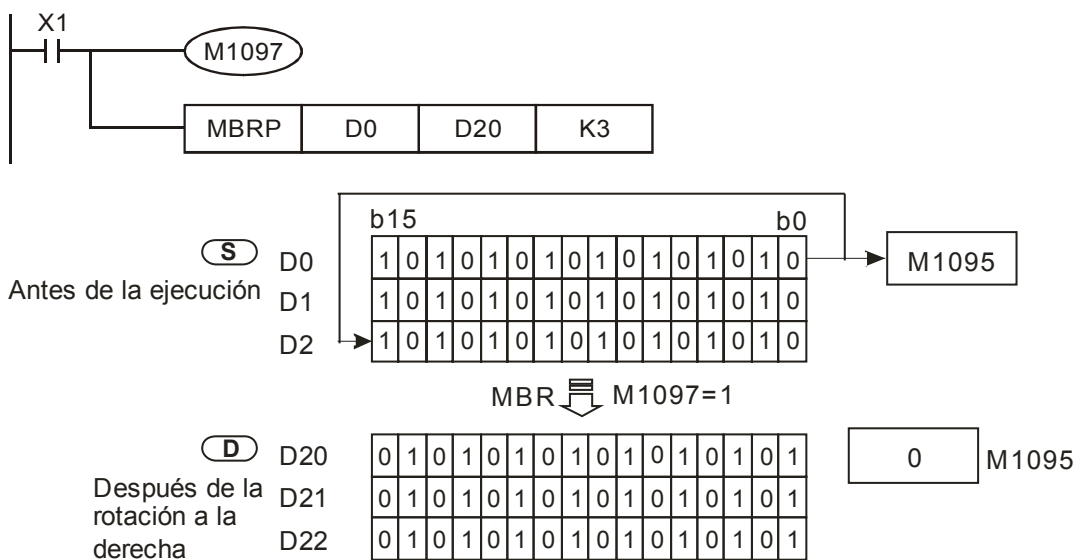 X1
M1097
MBRP D0 D20 K3
b15 b0
S D0 1 0 1 0 1 0 1 0 1 0 1 0 1 0 1 0 M1095
Antes de la ejecución D1 1 0 1 0 1 0 1 0 1 0 1 0 1 0 1 0
D2 1 0 1 0 1 0 1 0 1 0 1 0 1 0 1 0
MBR M1097=1
D D20 0 1 0 1 0 1 0 1 0 1 0 1 0 1 0 1 0 M1095
Después de la D21 0 1 0 1 0 1 0 1 0 1 0 1 0 1 0 1
rotación a la
derecha D22 0 1 0 1 0 1 0 1 0 1 0 1 0 1 0 1